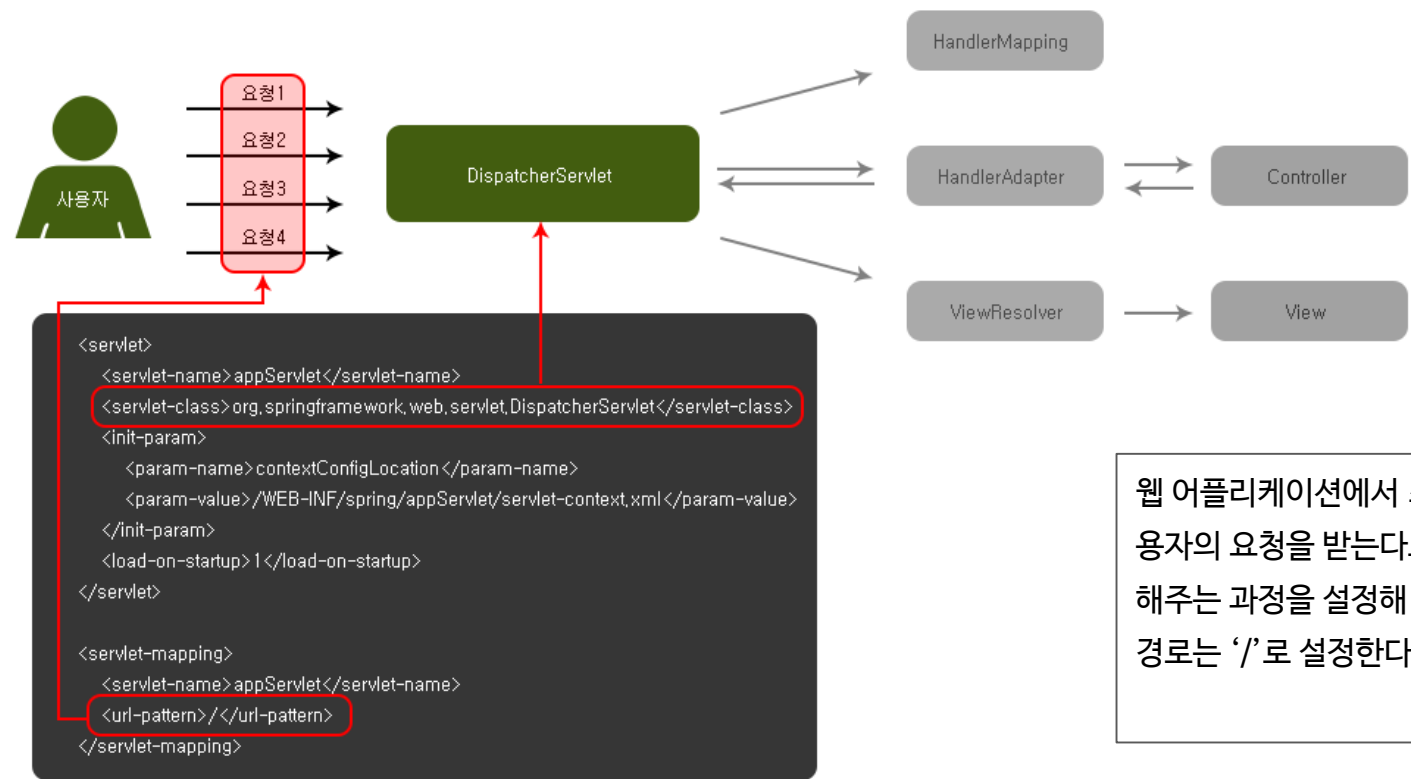 HandlerMapping
요청1
요청2
요청3
요청4
사용자
DispatcherServlet
HandlerAdapter
Controller
ViewResolver
View
<servlet>
<servlet-name>appServlet</servlet-name>
<servlet-class>org.springframework.web.servlet.DispatcherServlet</servlet-class>
<init-param>
<param-name>contextConfigLocation</param-name>
<param-value>/WEB-INF/spring/appServlet/servlet-context.xml</param-value>
</init-param>
<load-on-startup>1</load-on-startup>
</servlet>
<servlet-mapping>
<servlet-name>appServlet</servlet-name>
<url-pattern>/</url-pattern>
</servlet-mapping>
웹 어플리케이션에서
용자의 요청을 받는다
해주는 과정을 설정해
경로는 ‘/’로 설정한다